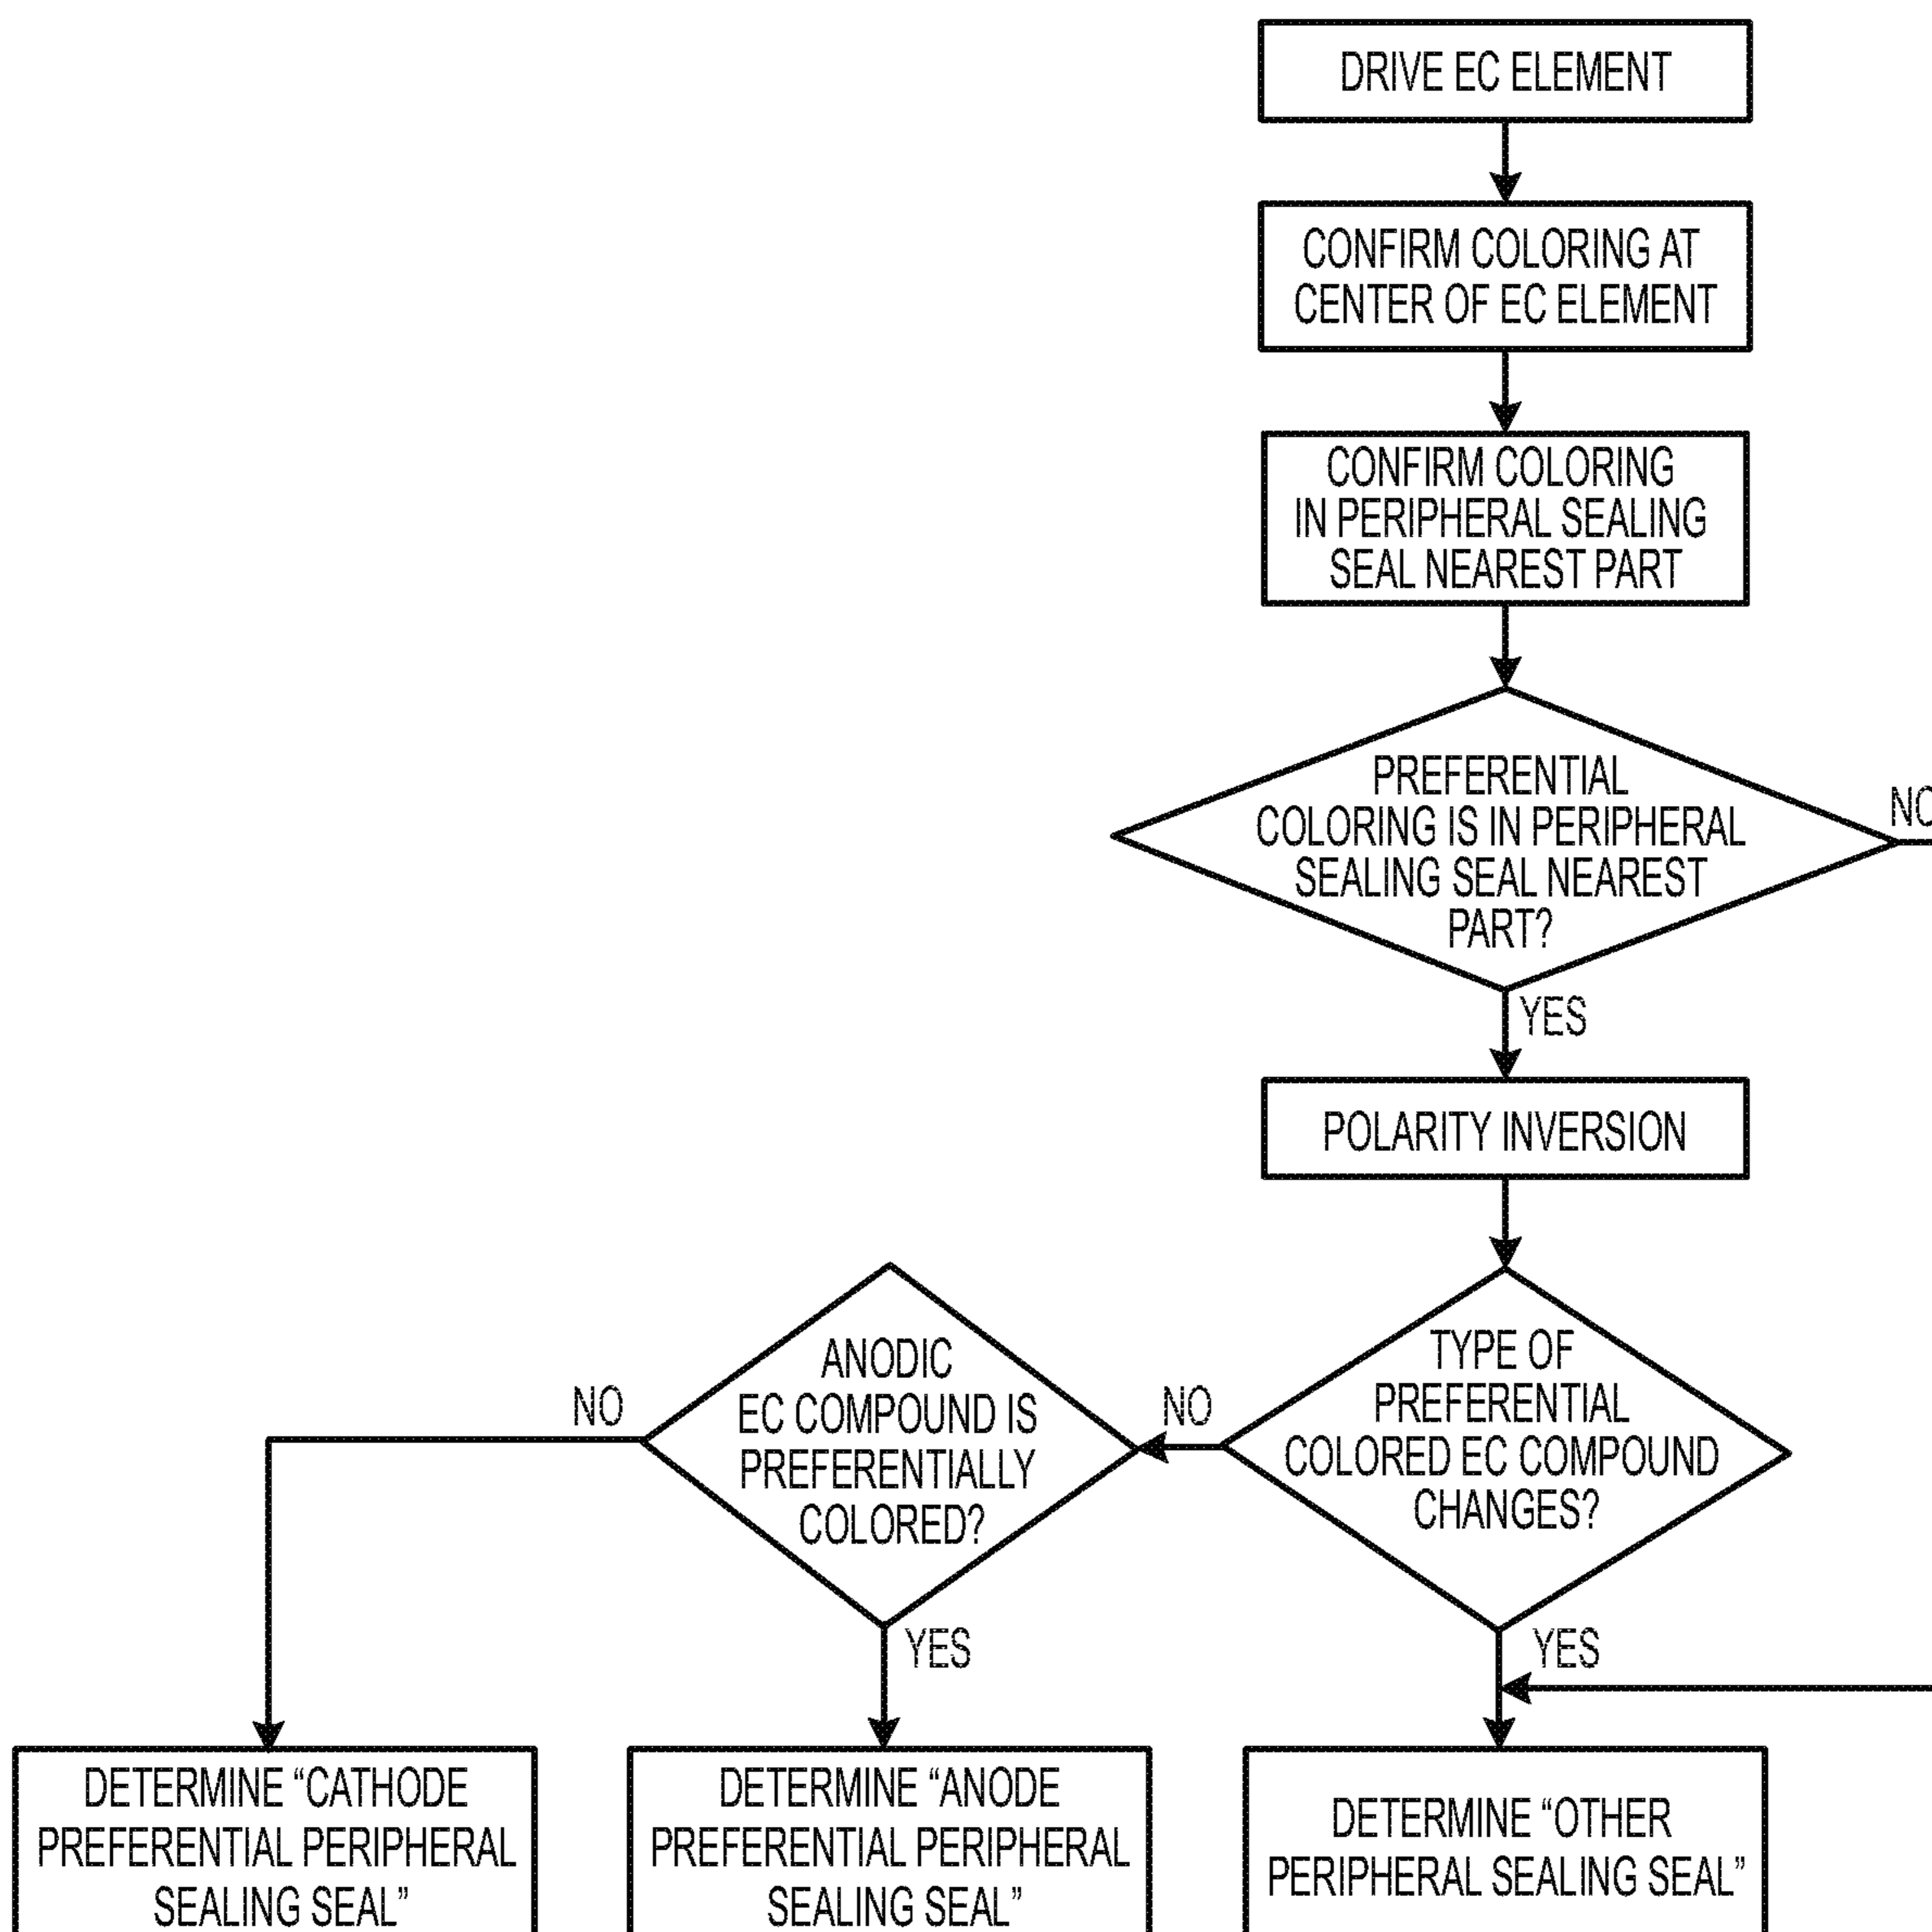 DRIVE EC ELEMENT
CONFIRM COLORING AT
CENTER OF EC ELEMENT
CONFIRM COLORING
IN PERIPHERAL SEALING
SEAL NEAREST PART
PREFERENTIAL
COLORING IS IN PERIPHERAL
SEALING SEAL NEAREST
PART?
NO
YES
POLARITY INVERSION
TYPE OF
PREFERENTIAL
COLORED EC COMPOUND
CHANGES?
NO
YES
ANODIC
EC COMPOUND IS
PREFERENTIALLY
COLORED?
NO
YES
DETERMINE “CATHODE
PREFERENTIAL PERIPHERAL
SEALING SEAL”
DETERMINE “ANODE
PREFERENTIAL PERIPHERAL
SEALING SEAL”
DETERMINE “OTHER
PERIPHERAL SEALING SEAL”